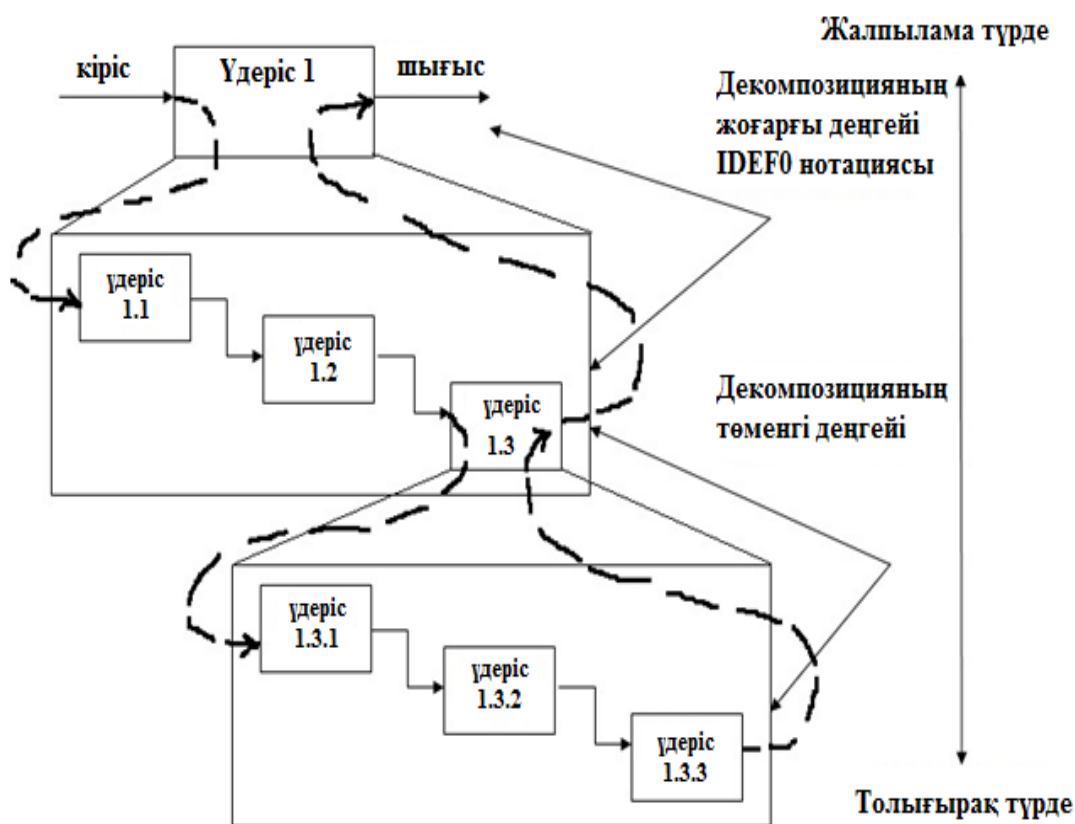 Жалпылама түрде
кіріс
Үдеріс 1
шығыс
Декомпозицияның
жоғарғы деңгейі
IDEF0 нотациясы
үдеріс
1.1
үдеріс
1.2
үдеріс
1.3
Декомпозицияның
төменгі деңгейі
үдеріс
1.3.1
үдеріс
1.3.2
үдеріс
1.3.3
Толығырақ түрде